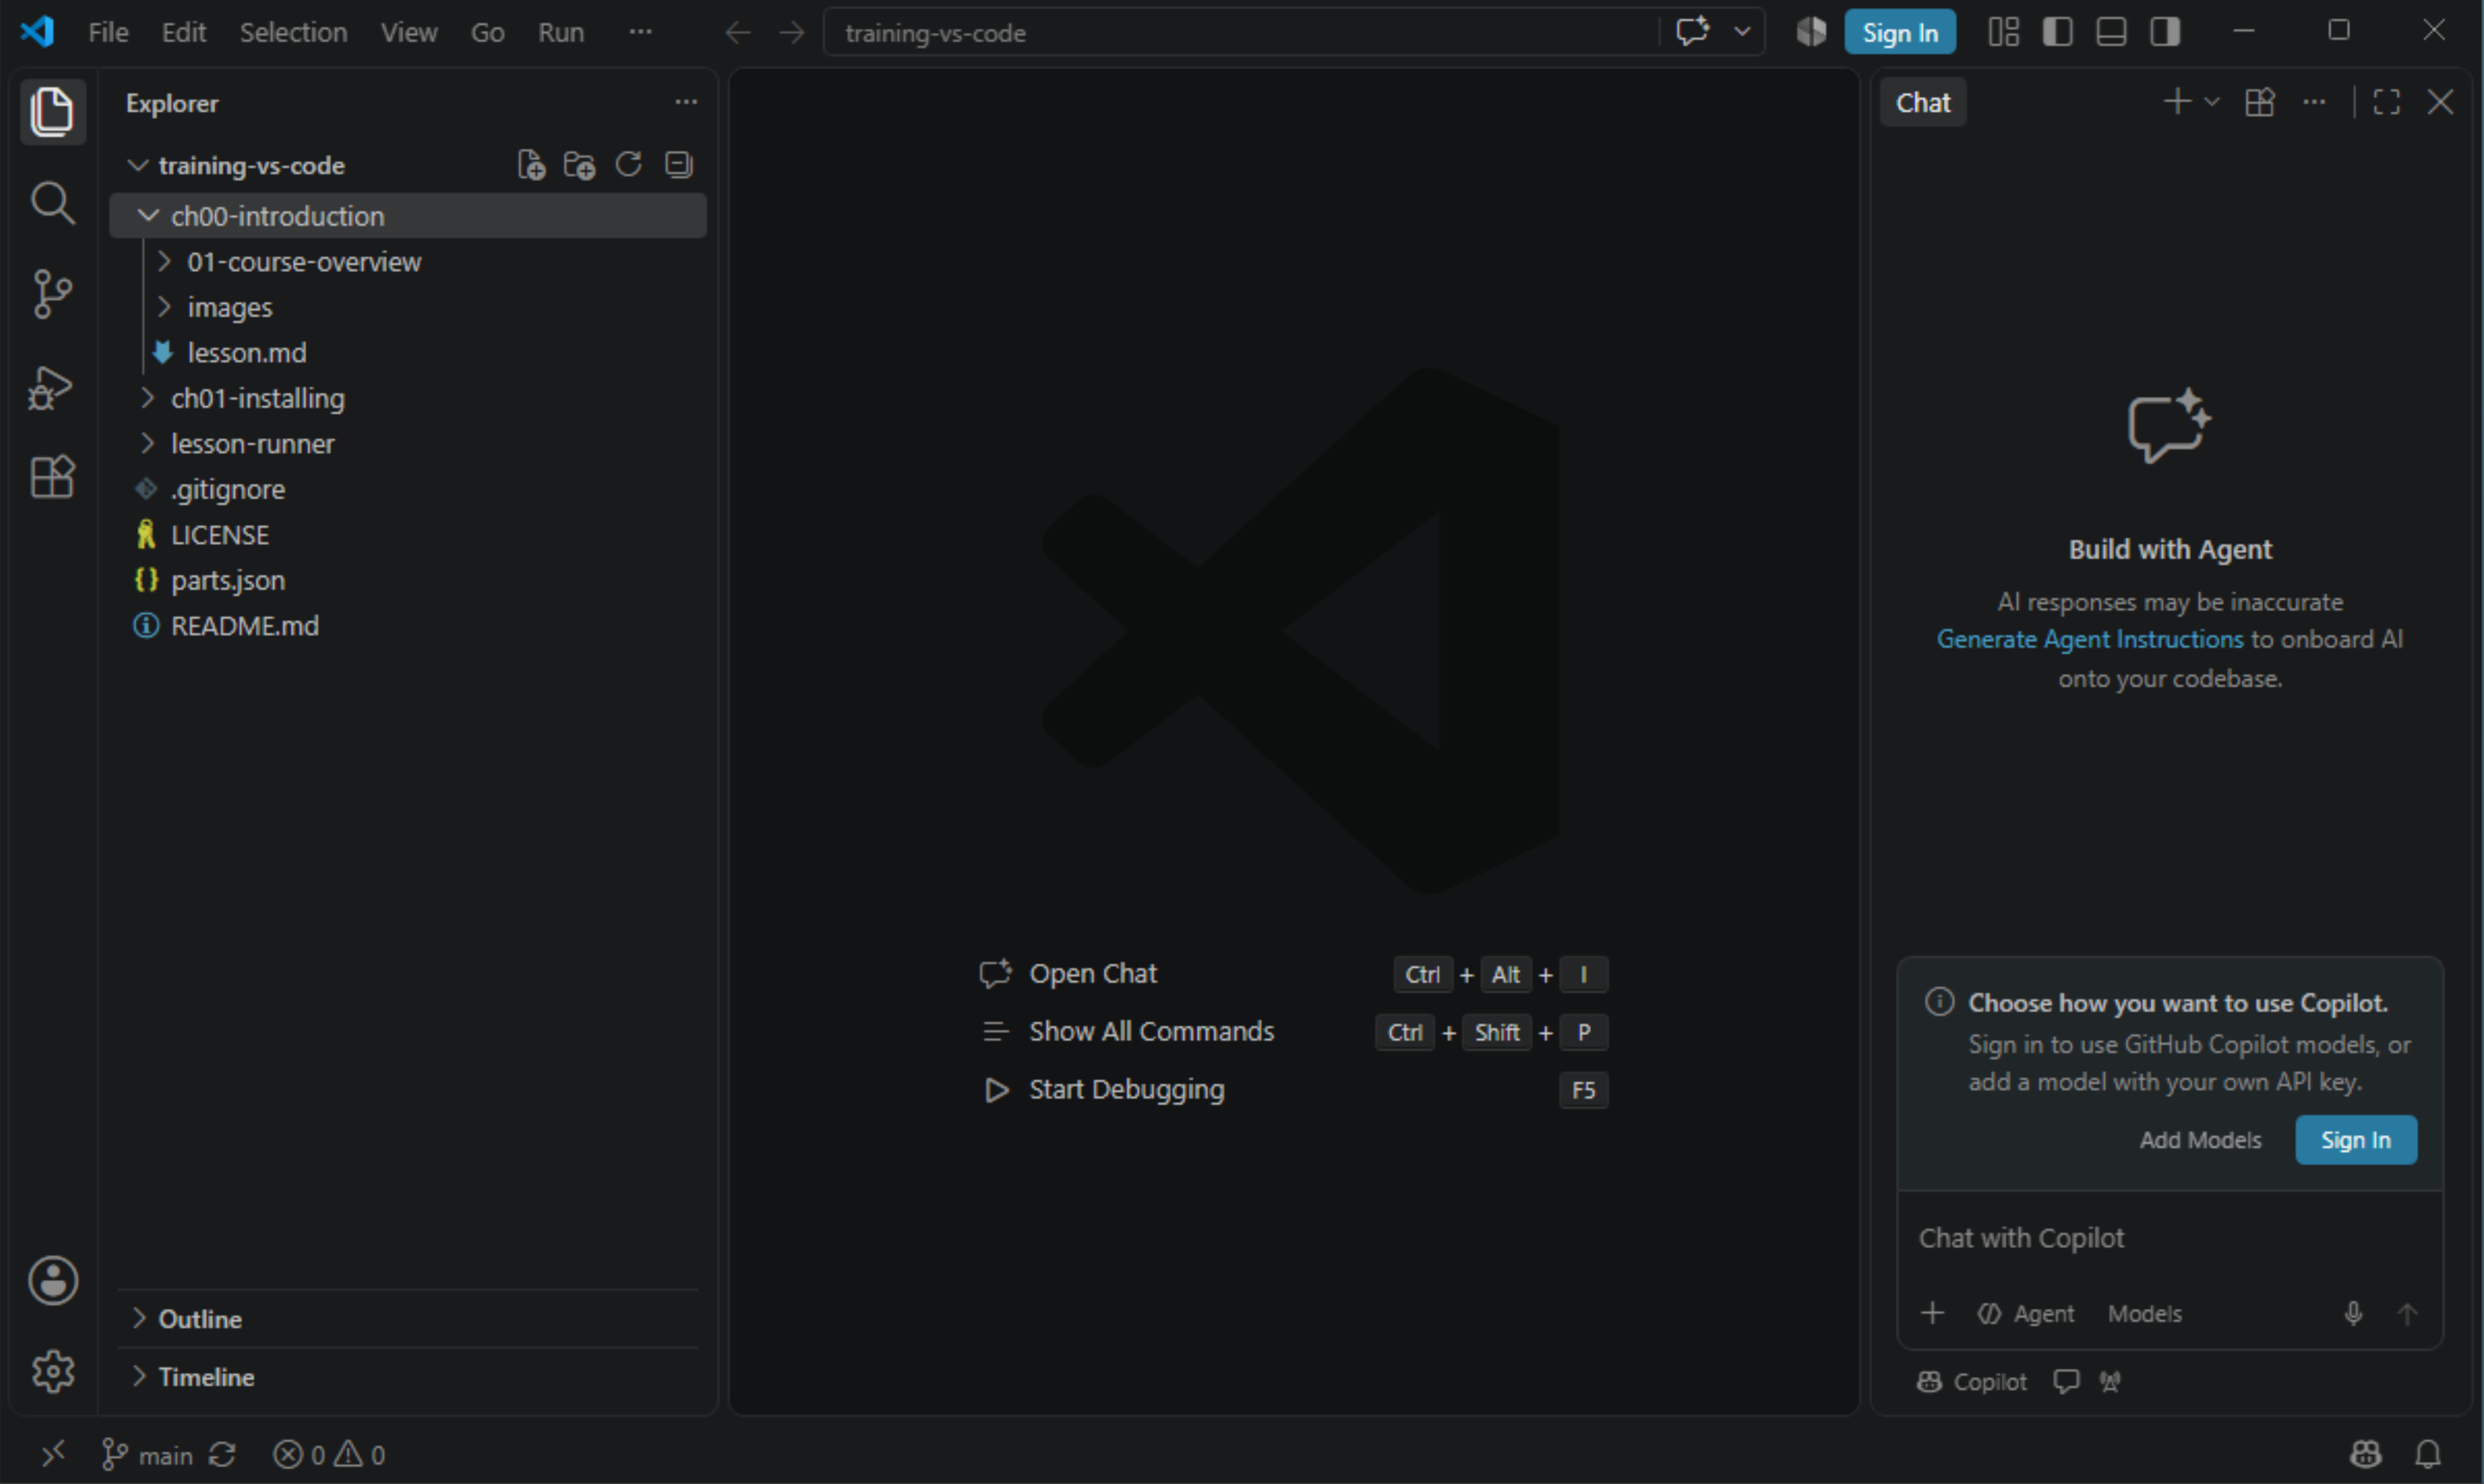 File Edit Selection View Go Run ···
training-vs-code
Sign In
Explorer
training-vs-code
ch00-introduction
01-course-overview
images
lesson.md
ch01-installing
lesson-runner
.gitignore
LICENSE
{} parts.json
README.md
Outline
Timeline
Open Chat Ctrl + Alt + I
Show All Commands Ctrl + Shift + P
Start Debugging F5
Chat
Build with Agent
AI responses may be inaccurate
Generate Agent Instructions to onboard AI
onto your codebase.
Choose how you want to use Copilot.
Sign in to use GitHub Copilot models, or
add a model with your own API key.
Add Models Sign In
Chat with Copilot
Agent Models
Copilot
main 0 0